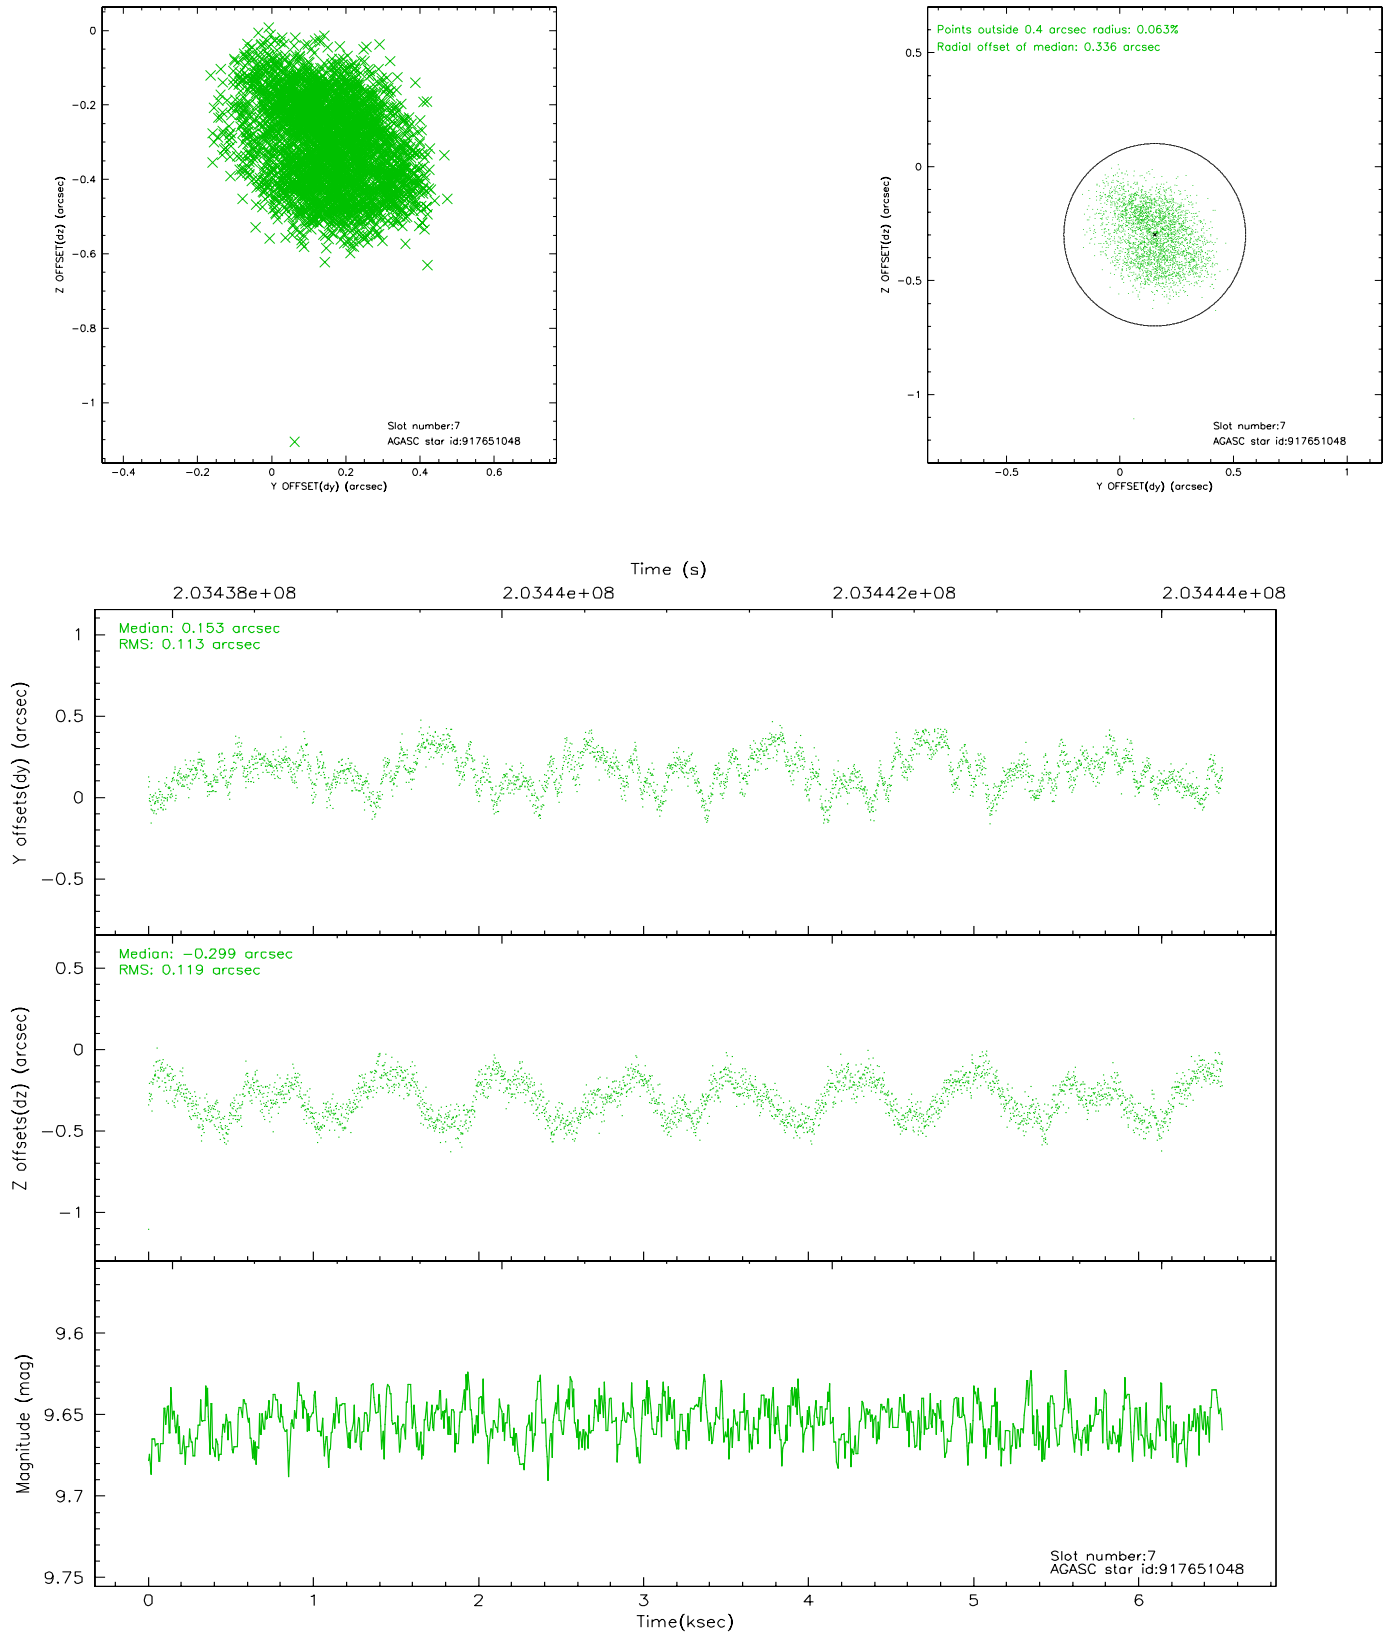 0
−0.2
−0.4
−0.6
−0.8
−1
Z OFFSET(dz) (arcsec)
Slot number:7
AGASC star id:917651048
−0.4 −0.2 0 0.2 0.4 0.6
Y OFFSET(dy) (arcsec)
Points outside 0.4 arcsec radius: 0.063%
Radial offset of median: 0.336 arcsec
0.5
0
−0.5
−1
Z OFFSET(dz) (arcsec)
Slot number:7
AGASC star id:917651048
−0.5 0 0.5 1
Y OFFSET(dy) (arcsec)
Time (s)
2.03438e+08 2.0344e+08 2.03442e+08 2.03444e+08
Median: 0.153 arcsec
RMS: 0.113 arcsec
1
0.5
0
−0.5
Y offsets(dy) (arcsec)
Median: −0.299 arcsec
RMS: 0.119 arcsec
0.5
0
−0.5
−1
Z offsets(dz) (arcsec)
9.6
9.65
9.7
9.75
Magnitude (mag)
Slot number:7
AGASC star id:917651048
0 1 2 3 4 5 6
Time(ksec)